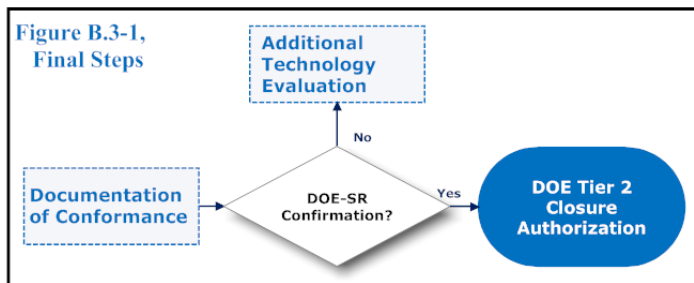 Figure B.3-1,
Final Steps
Additional
Technology
Evaluation
No
Documentation
of Conformance
DOE-SR
Confirmation?
Yes
DOE Tier 2
Closure
Authorization